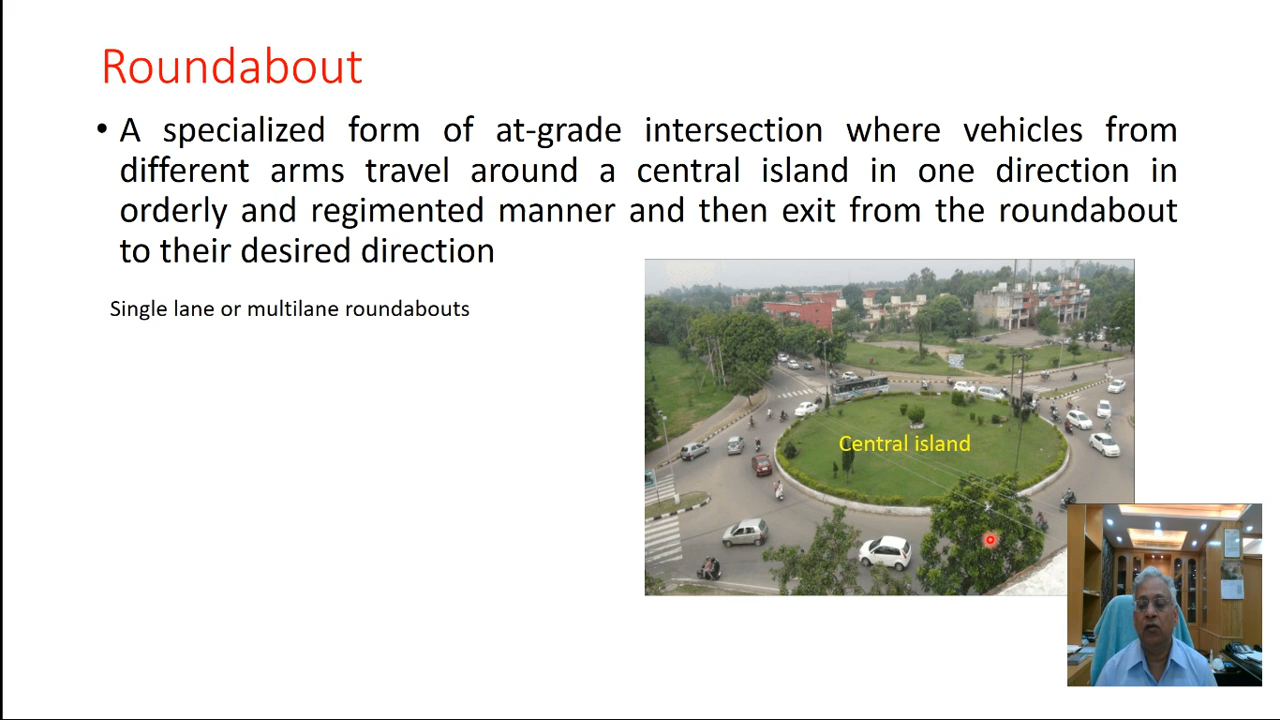 Roundabout
• A specialized form of at-grade intersection where vehicles from
different arms travel around a central island in one direction in
orderly and regimented manner and then exit from the roundabout
to their desired direction
Single lane or multilane roundabouts
Central island